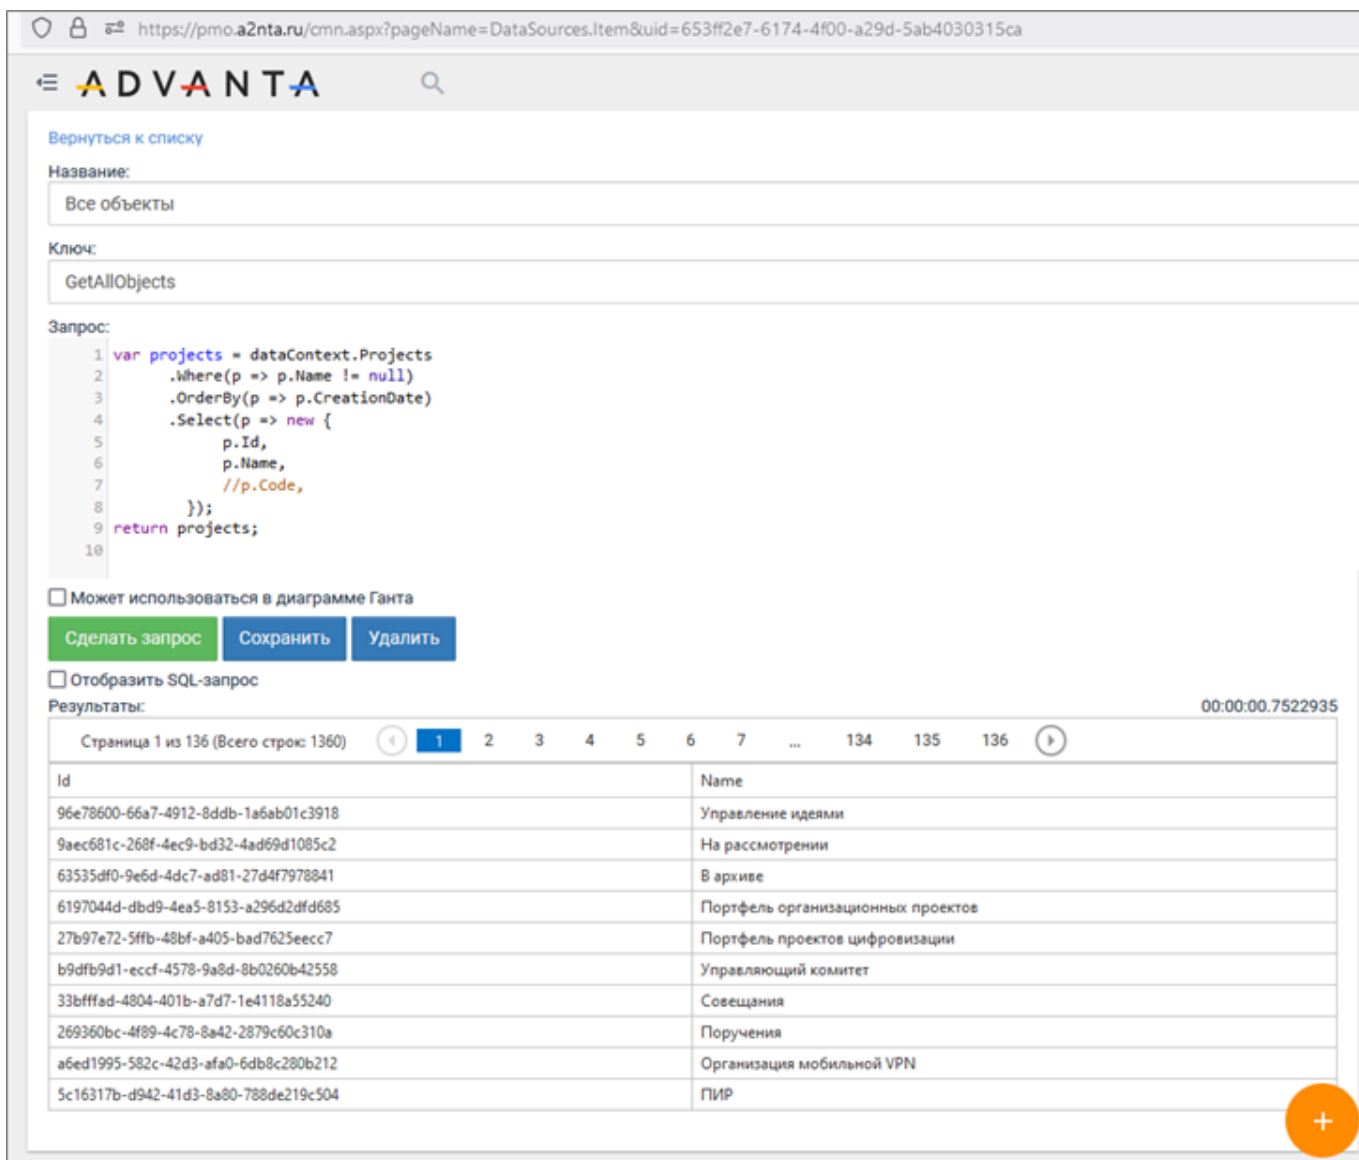 https://pmo.a2nta.ru/cmn.aspx?pageName=DataSources.Item&uid=653ff2e7-6174-4f00-a29d-5ab4030315ca
ADVANTA
Вернуться к списку
Название:
Все объекты
Ключ:
GetAllObjects
Запрос:
1 var projects = dataContext.Projects
2 .Where(p => p.Name != null)
3 .OrderBy(p => p.CreationDate)
4 .Select(p => new {
5 p.Id,
6 p.Name,
7 //p.Code,
8 });
9 return projects;
10
Может использоваться в диаграмме Ганта
Сделать запрос Сохранить Удалить
Отобразить SQL-запрос
Результаты: 00:00:00.7522935
Страница 1 из 136 (Всего строк: 1360) 1 2 3 4 5 6 7 ... 134 135 136
Id Name
96e78600-66a7-4912-8ddb-1a6ab01c3918 Управление идеями
9aec681c-268f-4ec9-bd32-4ad69d1085c2 На рассмотрении
63535df0-9e6d-4dc7-ad81-27d4f7978841 В архиве
6197044d-dbd9-4ea5-8153-a296d2dfd685 Портфель организационных проектов
27b97e72-5ffb-48bf-a405-bad7625eecc7 Портфель проектов цифровизации
b9dfb9d1-eccf-4578-9a8d-8b0260b42558 Управляющий комитет
33bfffad-4804-401b-a7d7-1e4118a55240 Совещания
269360bc-4f89-4c78-8a42-2879c60c310a Поручения
a6ed1995-582c-42d3-afa0-6db8c280b212 Организация мобильной VPN
5c16317b-d942-41d3-8a80-788de219c504 ПИР
+